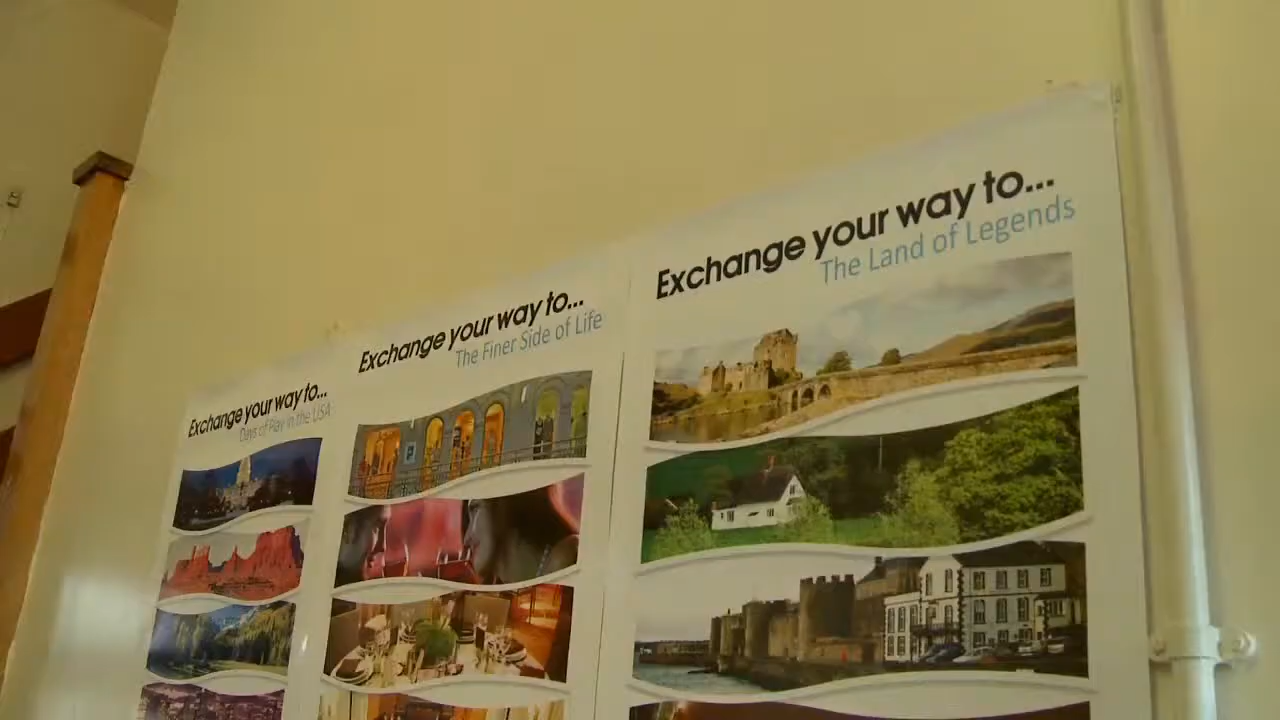 Exchange your way to...
Days of Play in the USA
Exchange your way to...
The Finer Side of Life
Exchange your way to...
The Land of Legends